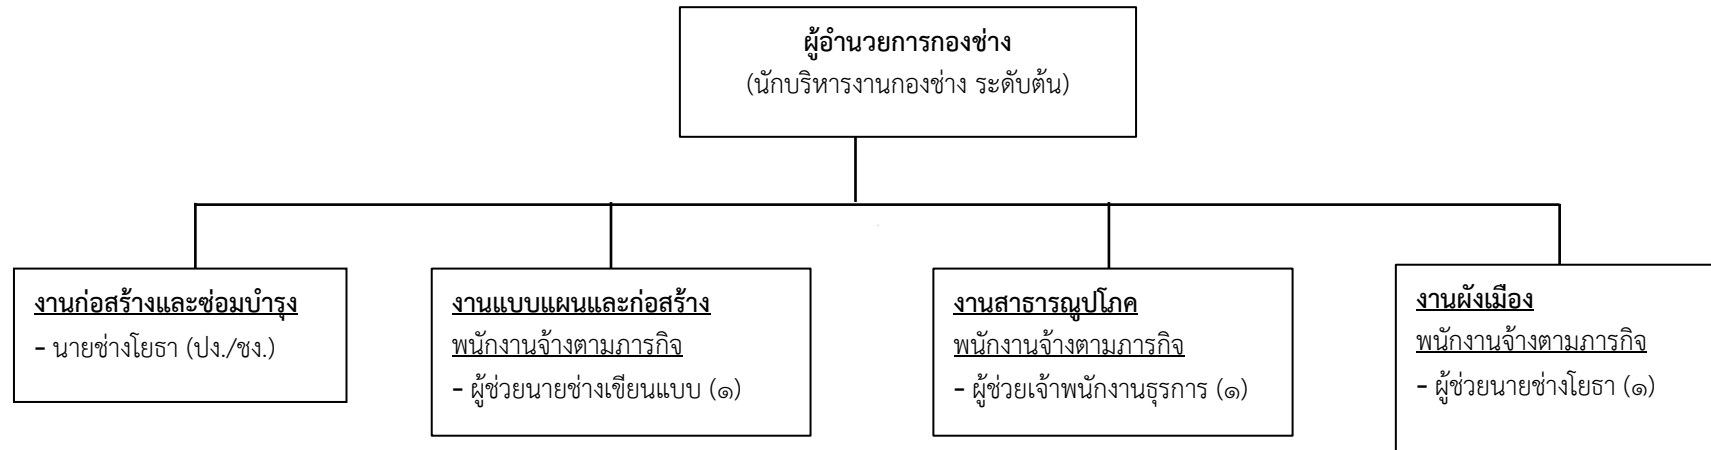 ผู้อำนวยการกองช่าง
(นักบริหารงานกองช่าง ระดับต้น)
งานก่อสร้างและซ่อมบำรุง
- นายช่างโยธา (ปง./ชง.)
งานแบบแผนและก่อสร้าง
พนักงานจ้างตามภารกิจ
- ผู้ช่วยนายช่างเขียนแบบ (๑)
งานสาธารณูปโภค
พนักงานจ้างตามภารกิจ
- ผู้ช่วยเจ้าพนักงานธุรการ (๑)
งานผังเมือง
พนักงานจ้างตามภารกิจ
- ผู้ช่วยนายช่างโยธา (๑)